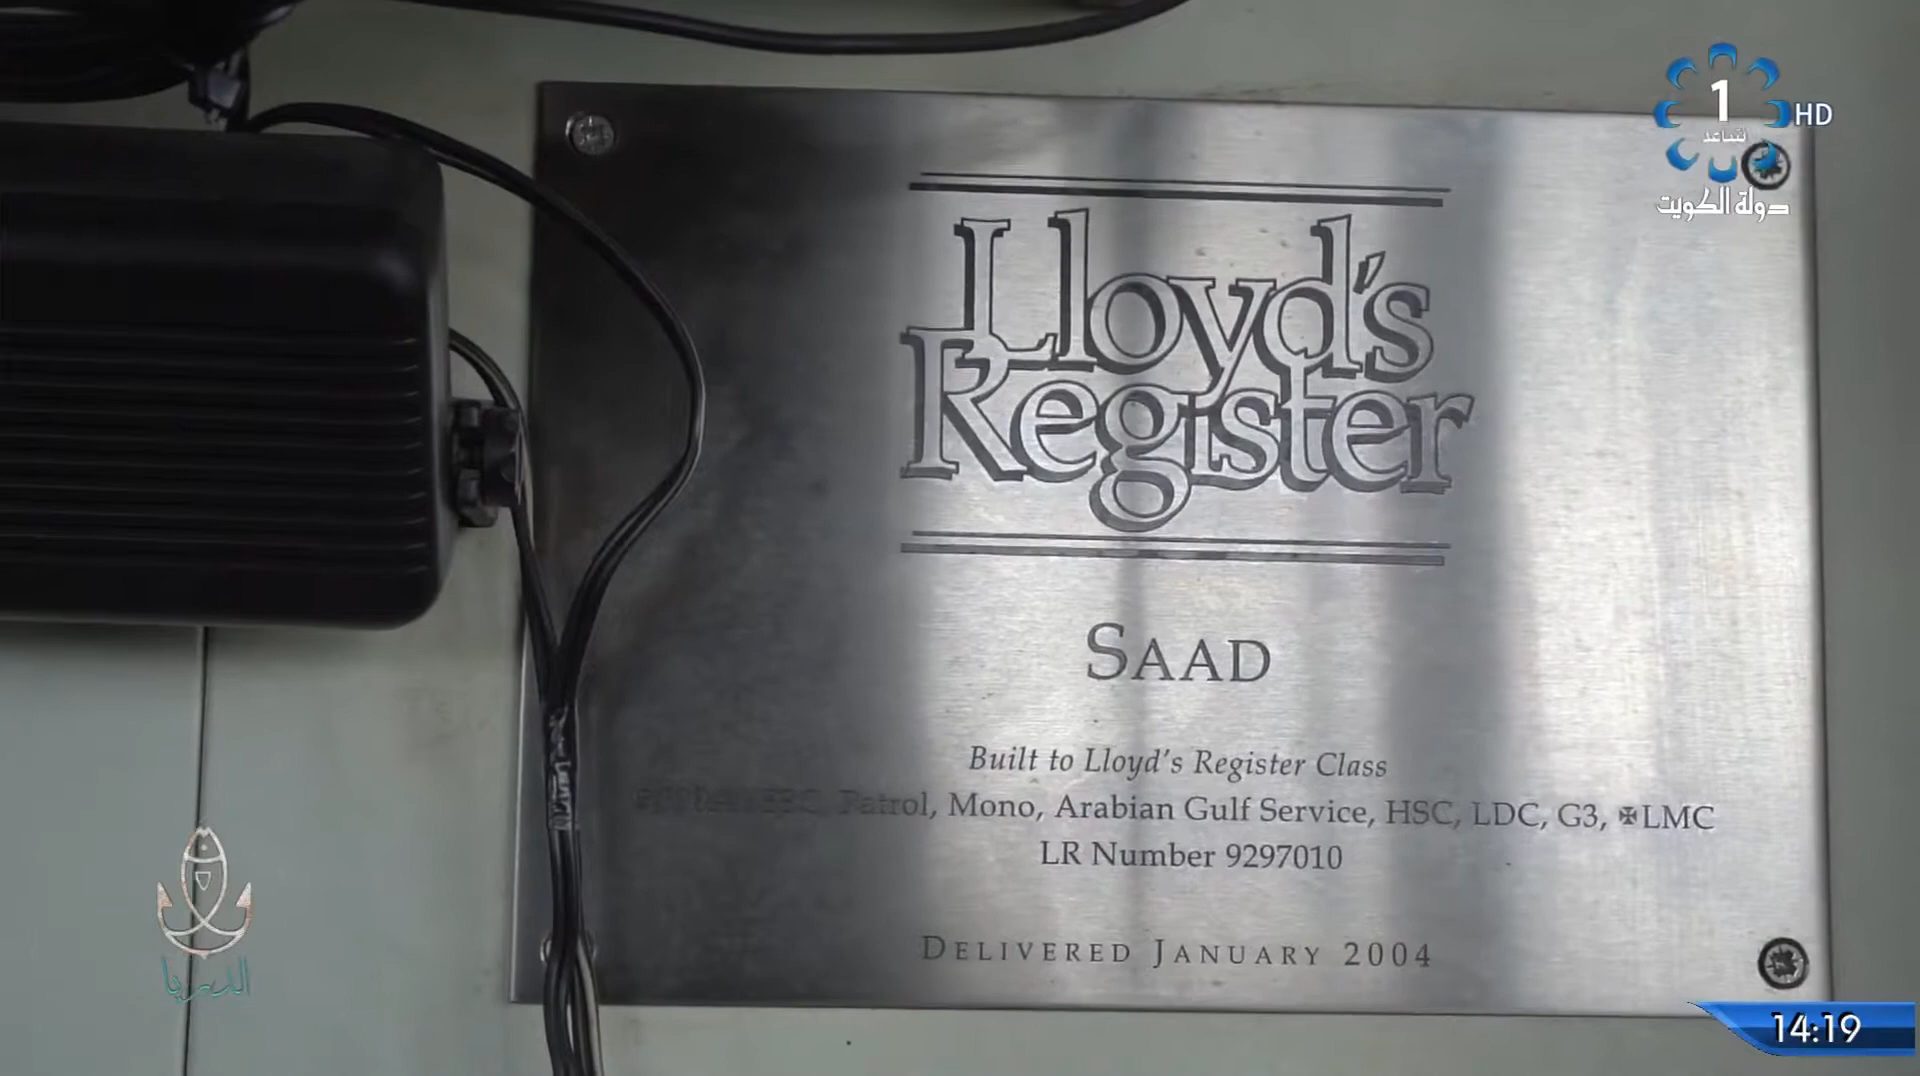 1
HD
دولة الكويت
Lloyd's
Register
SAAD
Built to Lloyd's Register Class
Patrol, Mono, Arabian Gulf Service, HSC, LDC, G3, ✠LMC
LR Number 9297010
DELIVERED JANUARY 2004
14:19